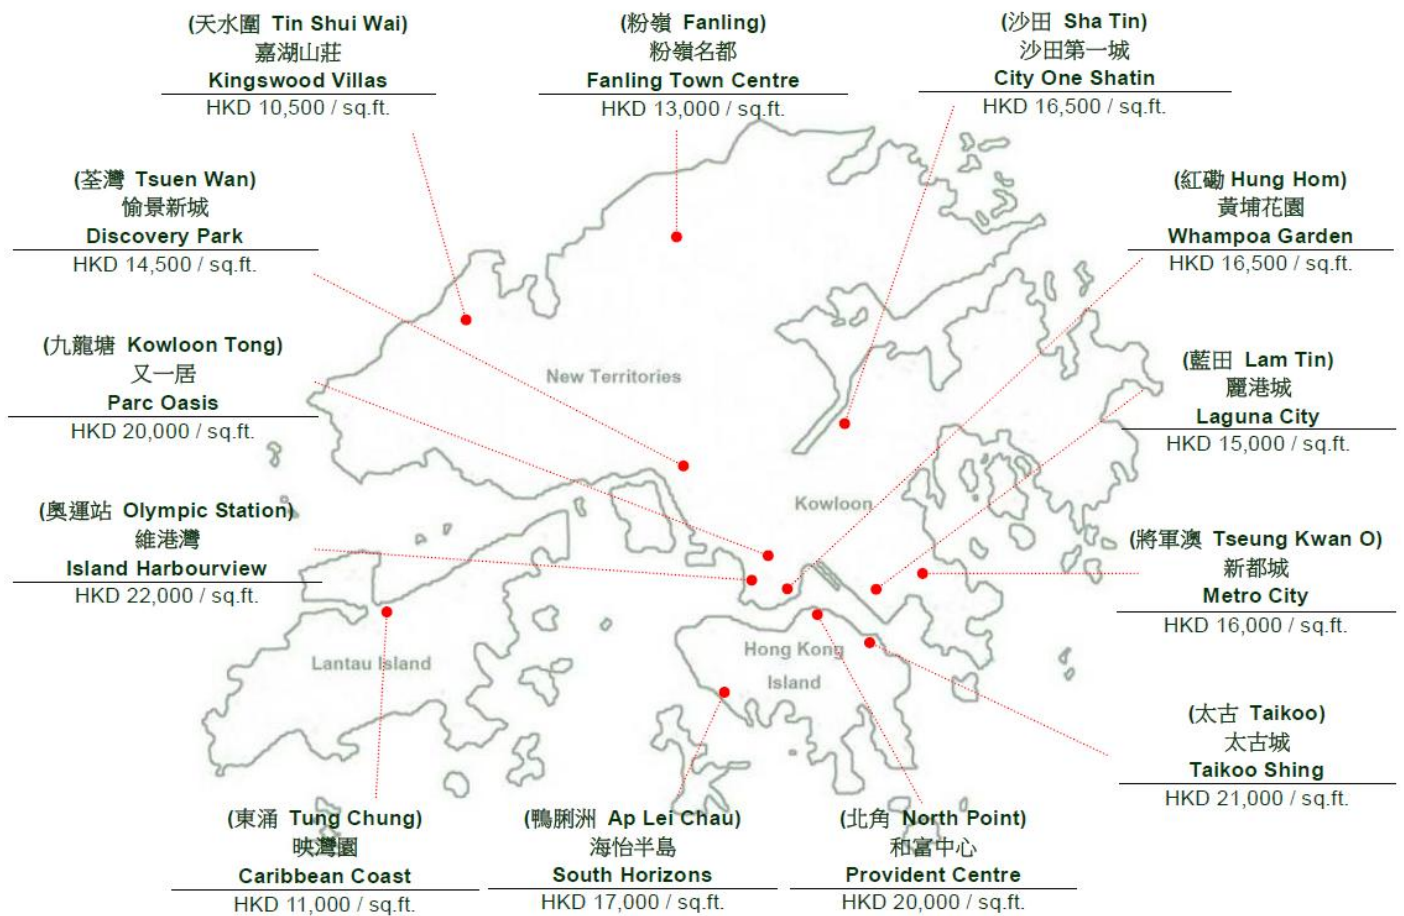 (天水圍 Tin Shui Wai)
嘉湖山莊
Kingswood Villas
HKD 10,500 / sq.ft.
(粉嶺 Fanling)
粉嶺名都
Fanling Town Centre
HKD 13,000 / sq.ft.
(沙田 Sha Tin)
沙田第一城
City One Shatin
HKD 16,500 / sq.ft.
(荃灣 Tsuen Wan)
愉景新城
Discovery Park
HKD 14,500 / sq.ft.
(紅磡 Hung Hom)
黃埔花園
Whampoa Garden
HKD 16,500 / sq.ft.
(九龍塘 Kowloon Tong)
又一居
Parc Oasis
HKD 20,000 / sq.ft.
New Territories
(藍田 Lam Tin)
麗港城
Laguna City
HKD 15,000 / sq.ft.
(奧運站 Olympic Station)
維港灣
Island Harbourview
HKD 22,000 / sq.ft.
Kowloon
(將軍澳 Tseung Kwan O)
新都城
Metro City
HKD 16,000 / sq.ft.
Lantau Island
Hong Kong
Island
(太古 Taikoo)
太古城
Taikoo Shing
HKD 21,000 / sq.ft.
(東涌 Tung Chung)
映灣園
Caribbean Coast
HKD 11,000 / sq.ft.
(鴨脷洲 Ap Lei Chau)
海怡半島
South Horizons
HKD 17,000 / sq.ft.
(北角 North Point)
和富中心
Provident Centre
HKD 20,000 / sq.ft.